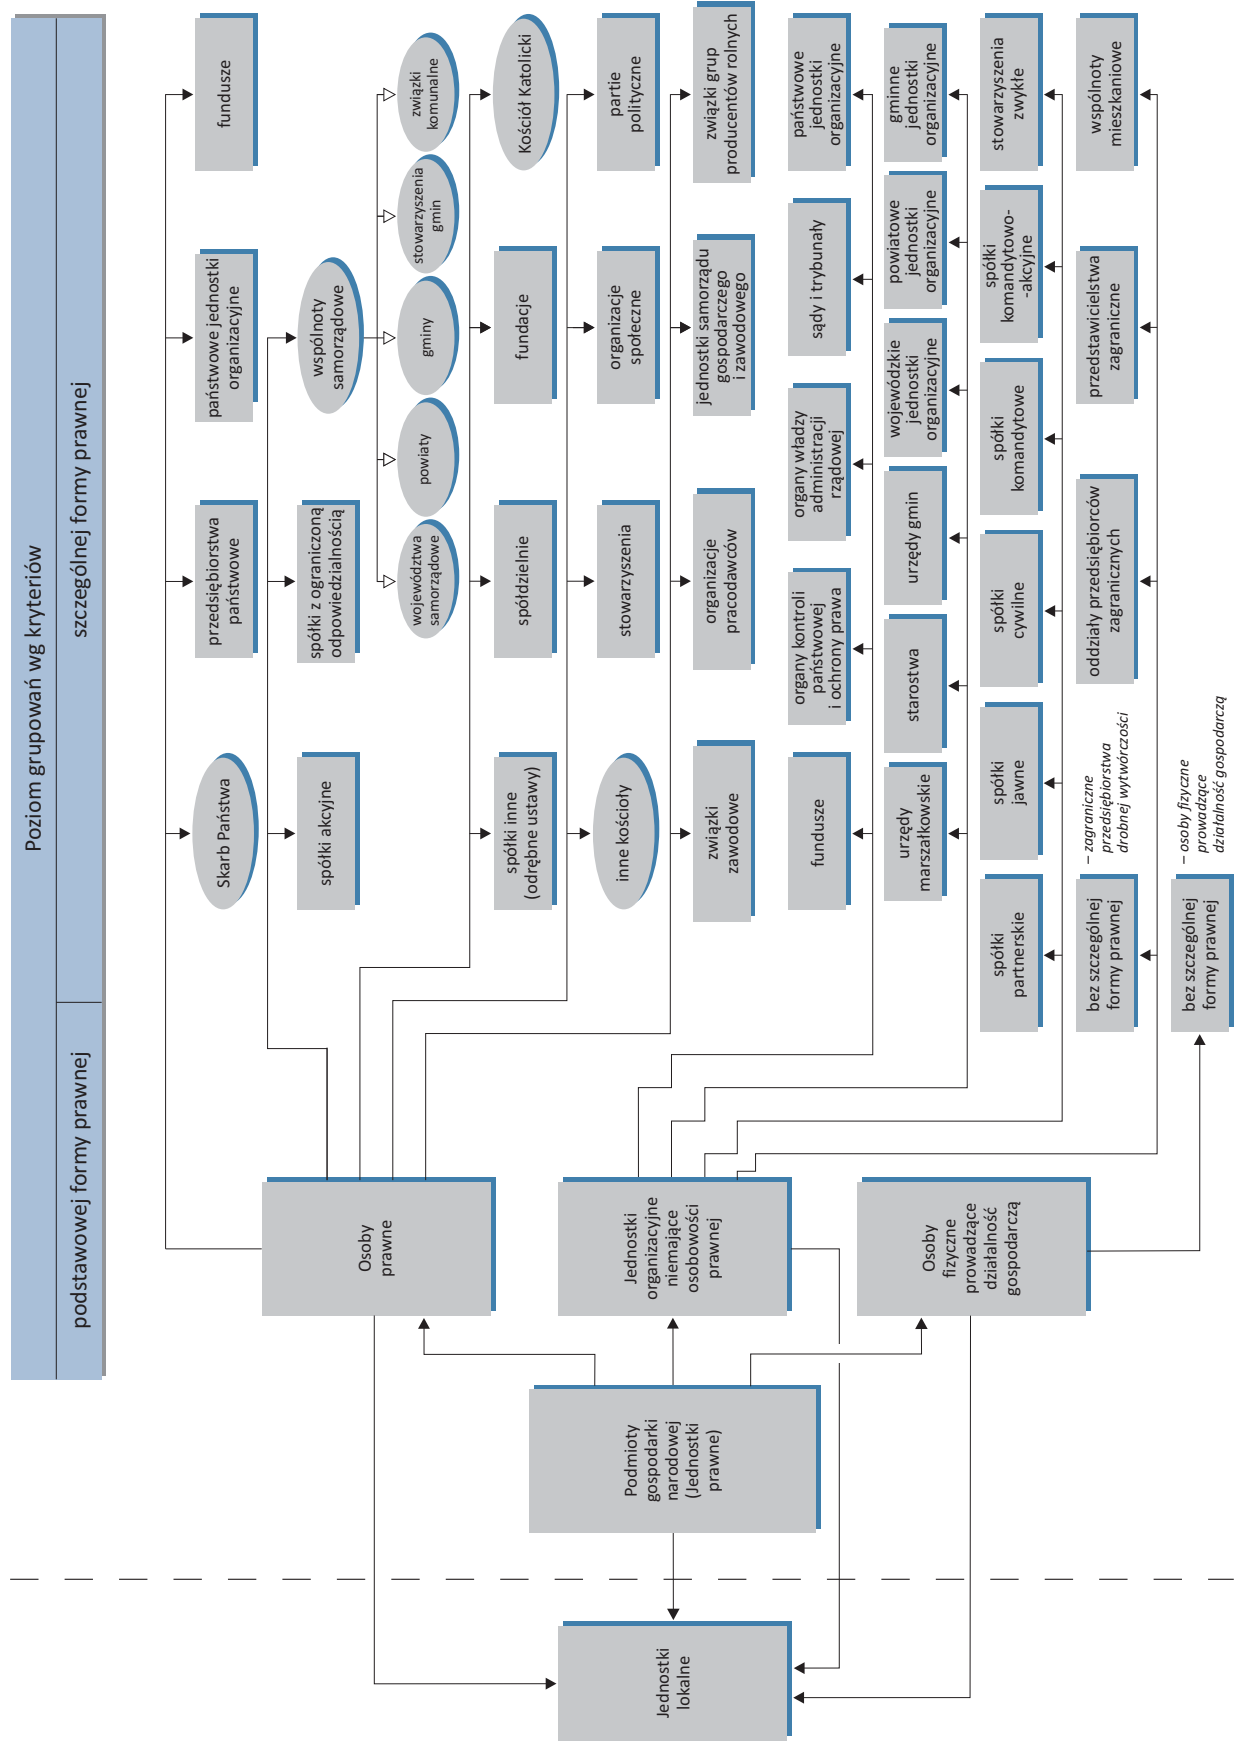 Poziom grupowań wg kryteriów
podstawowej formy prawnej
szczególnej formy prawnej
Skarb Państwa
przedsiębiorstwa
państwowe
państwowe jednostki
organizacyjne
fundusze
spółki akcyjne
spółki z ograniczoną
odpowiedzialnością
wspólnoty
samorządowe
województwa
samorządowe
powiaty
gminy
stowarzyszenia
gmin
związki
komunalne
Osoby
prawne
spółki inne
(odrębne ustawy)
spółdzielnie
fundacje
Kościół Katolicki
inne kościoły
stowarzyszenia
organizacje
społeczne
partie
polityczne
związki
zawodowe
organizacje
pracodawców
jednostki samorządu
gospodarczego
i zawodowego
związki grup
producentów rolnych
Jednostki
lokalne
Podmioty
gospodarki
narodowej
(Jednostki
prawne)
Jednostki
organizacyjne
niemające
osobowości
prawnej
fundusze
organy kontroli
państwowej
i ochrony prawa
organy władzy
administracji
rządowej
sądy i trybunały
państwowe
jednostki
organizacyjne
urzędy
marszałkowskie
starostwa
urzędy gmin
wojewódzkie
jednostki
organizacyjne
powiatowe
jednostki
organizacyjne
gminne
jednostki
organizacyjne
Osoby
fizyczne
prowadzące
działalność
gospodarczą
spółki
partnerskie
spółki
jawne
spółki
cywilne
spółki
komandytowe
spółki
komandytowo-
-akcyjne
stowarzyszenia
zwykłe
bez szczególnej
formy prawnej
– zagraniczne
przedsiębiorstwa
drobnej wytwórczości
oddziały przedsiębiorców
zagranicznych
przedstawicielstwa
zagraniczne
wspólnoty
mieszkaniowe
bez szczególnej
formy prawnej
– osoby fizyczne
prowadzące
działalność gospodarczą